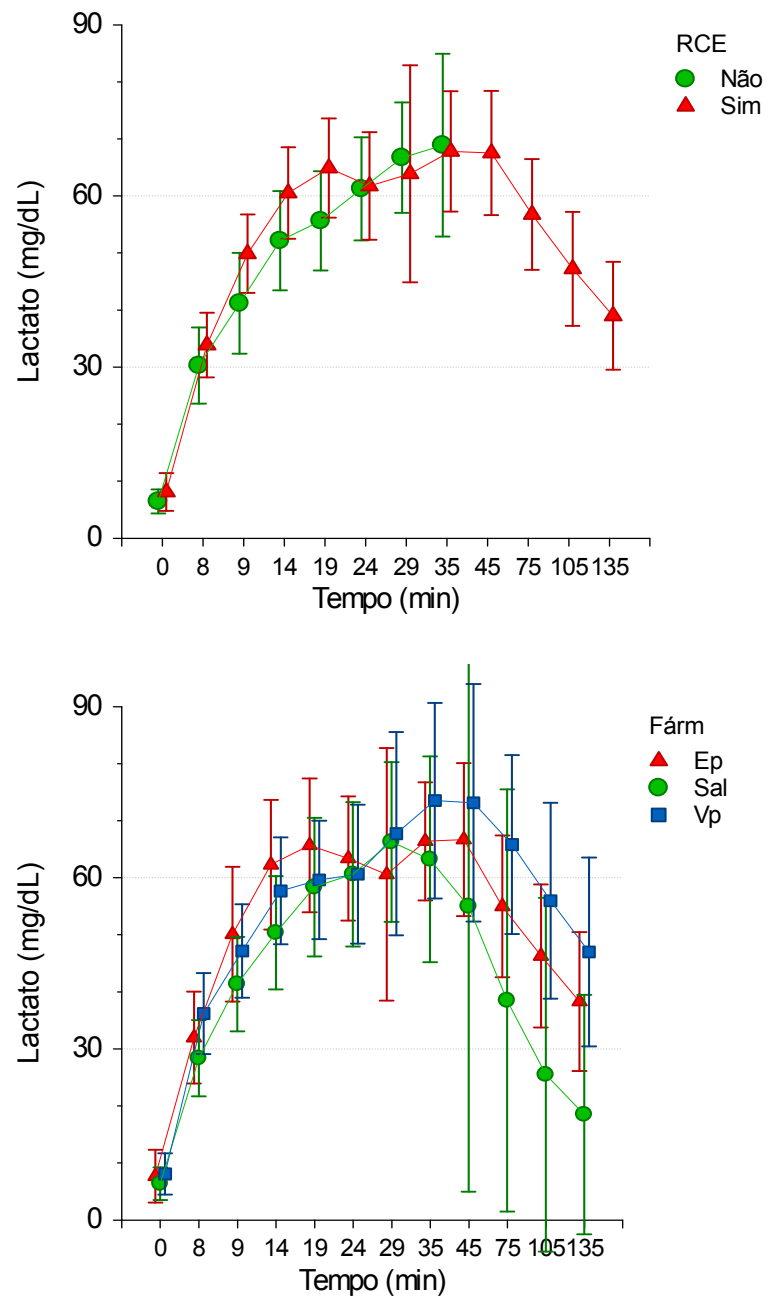 90
60
30
0
Lactato (mg/dL)
0 8 9 14 19 24 29 35 45 75 105 135
Tempo (min)
RCE
Não
Sim
90
60
30
0
Lactato (mg/dL)
0 8 9 14 19 24 29 35 45 75 105 135
Tempo (min)
Fárm
Ep
Sal
Vp